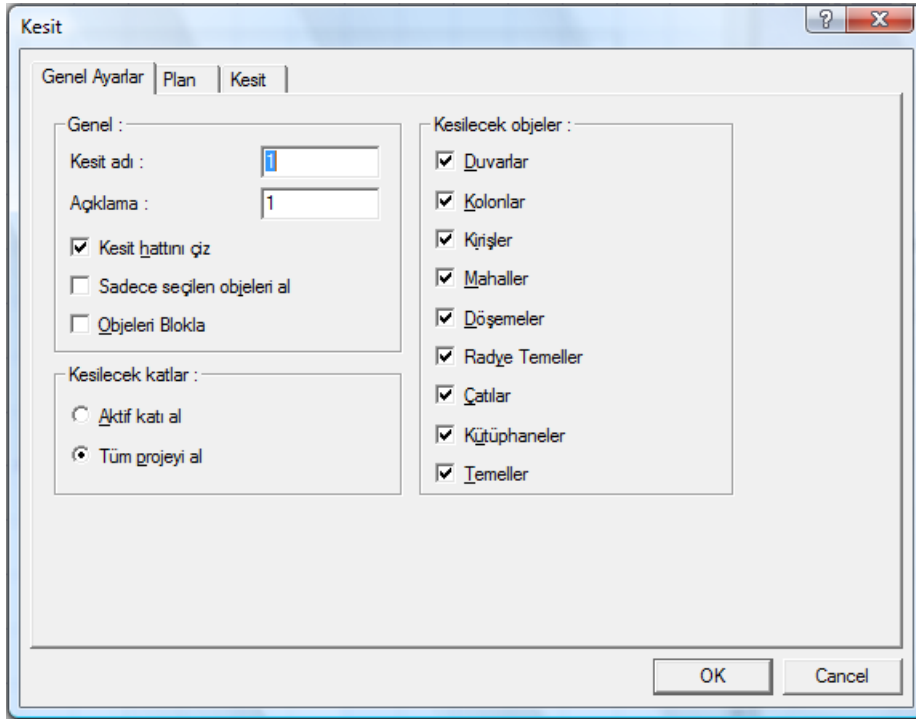 Kesit
?
X
Genel Ayarlar
Plan
Kesit
Genel :
Kesit adı :
1
Açıklama :
1
Kesit hattını çiz
Sadece seçilen objeleri al
Objeleri Blokla
Kesilecek katlar :
Aktif katı al
Tüm projeyi al
Kesilecek objeler :
Duvarlar
Kolonlar
Kirişler
Mahaller
Döşemeler
Radye Temeller
Çatılar
Kütüphaneler
Temeller
OK
Cancel